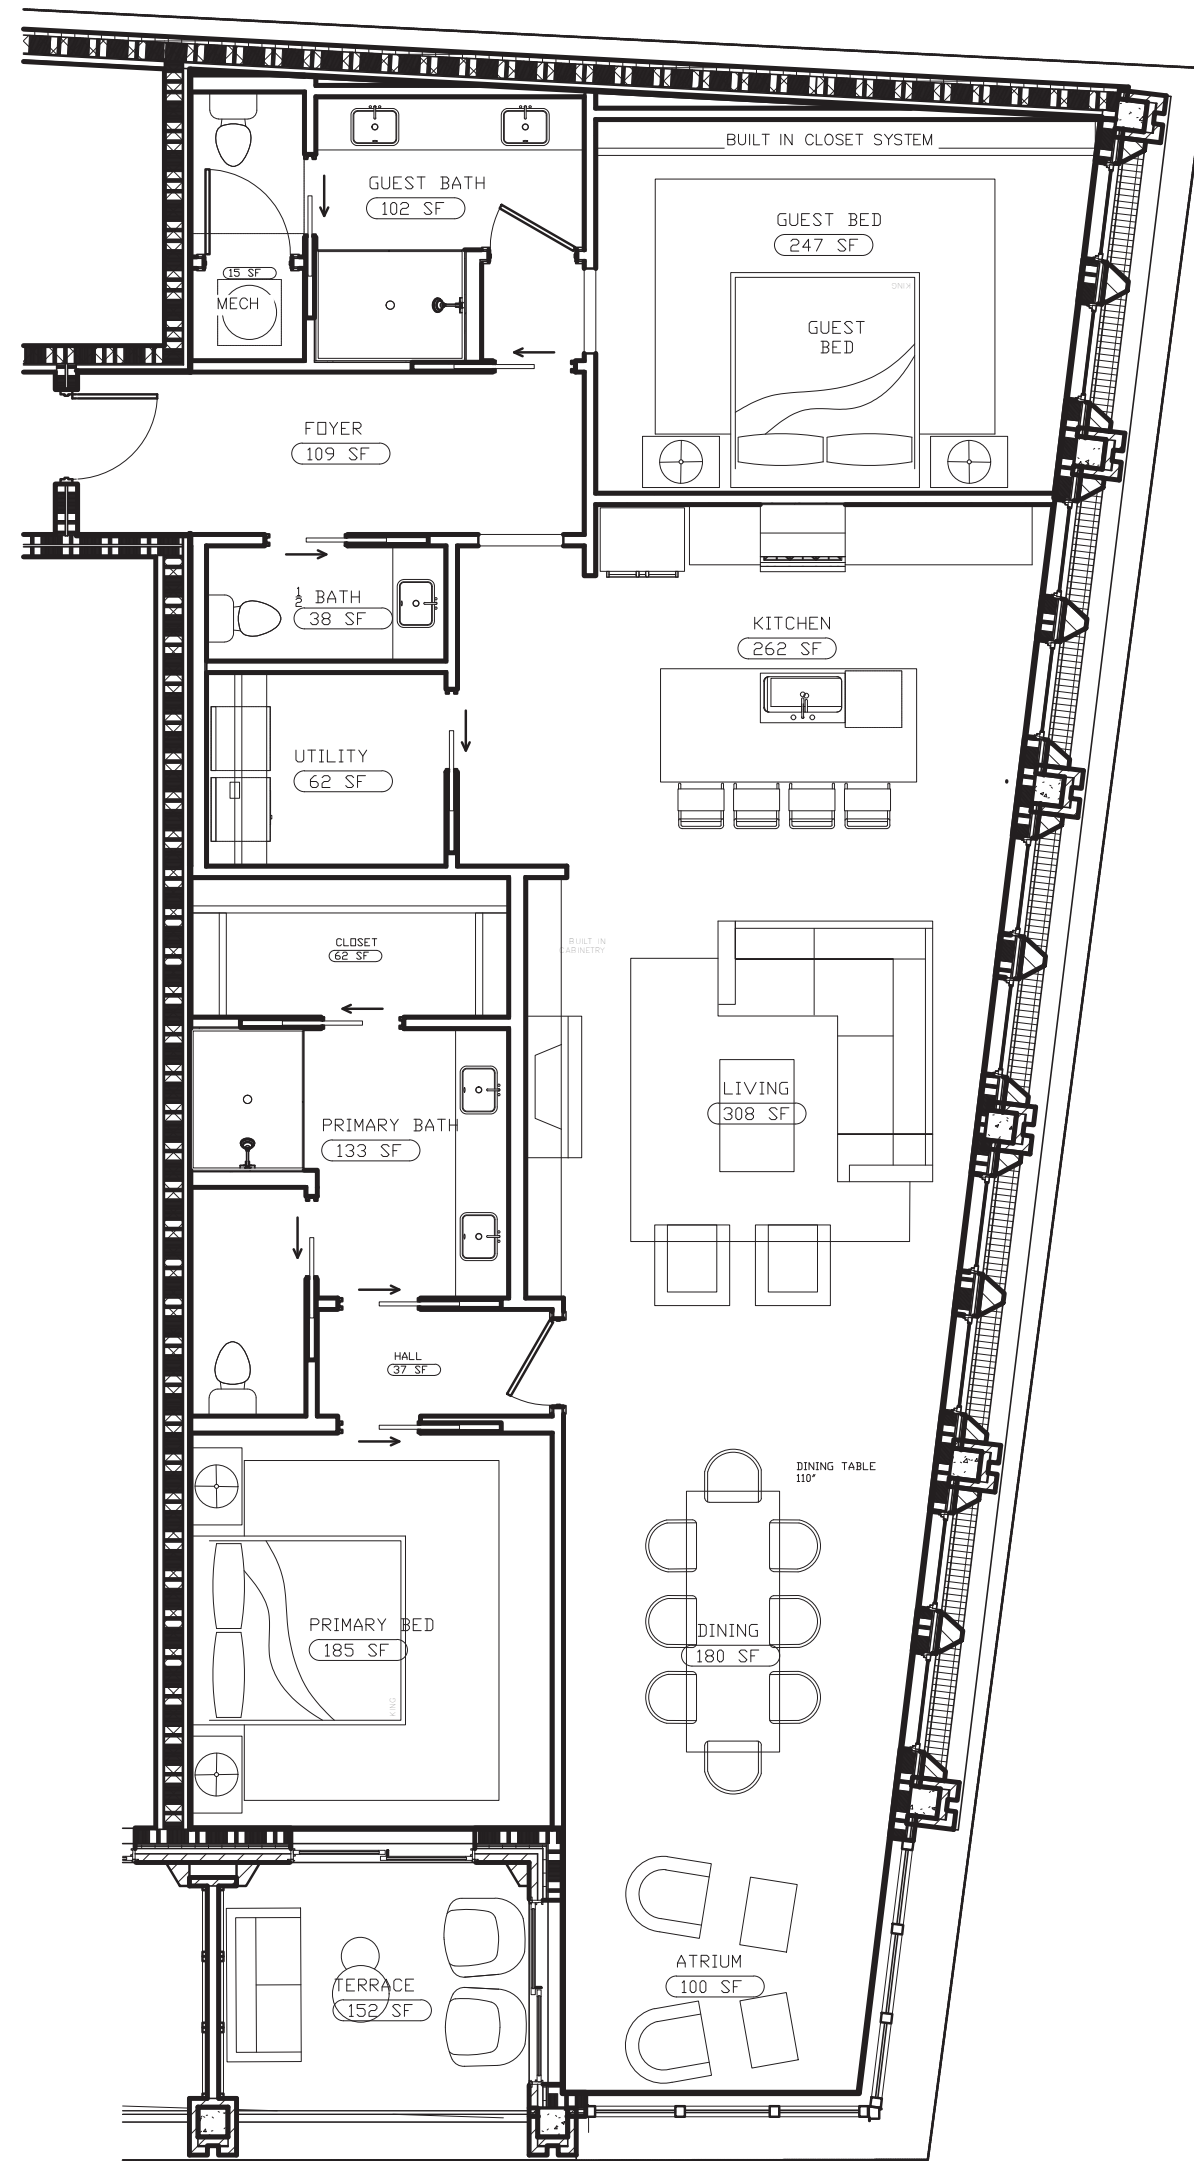 BUILT IN CLOSET SYSTEM
GUEST BATH
102 SF
GUEST BED
247 SF
15 SF
MECH
KING
GUEST
BED
FOYER
109 SF
1/2 BATH
38 SF
KITCHEN
262 SF
UTILITY
62 SF
CLOSET
62 SF
BUILT IN
CABINETRY
LIVING
308 SF
PRIMARY BATH
133 SF
HALL
37 SF
DINING TABLE
110"
PRIMARY BED
185 SF
DINING
180 SF
KING
ATRIUM
100 SF
TERRACE
152 SF